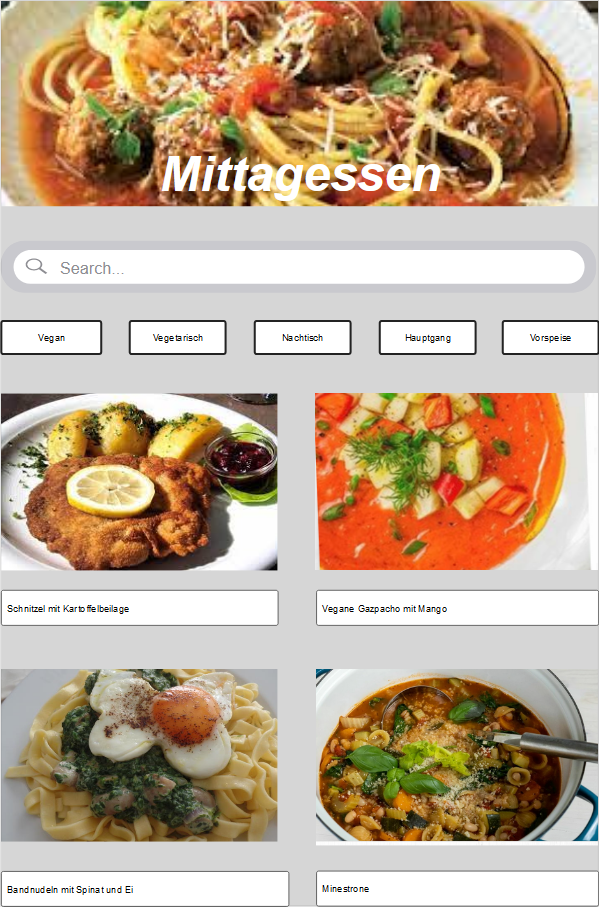 Mittagessen
Search...
Vegan
Vegetarisch
Nachtisch
Hauptgang
Vorspeise
Schnitzel mit Kartoffelbeilage
Vegane Gazpacho mit Mango
Bandnudeln mit Spinat und Ei
Minestrone